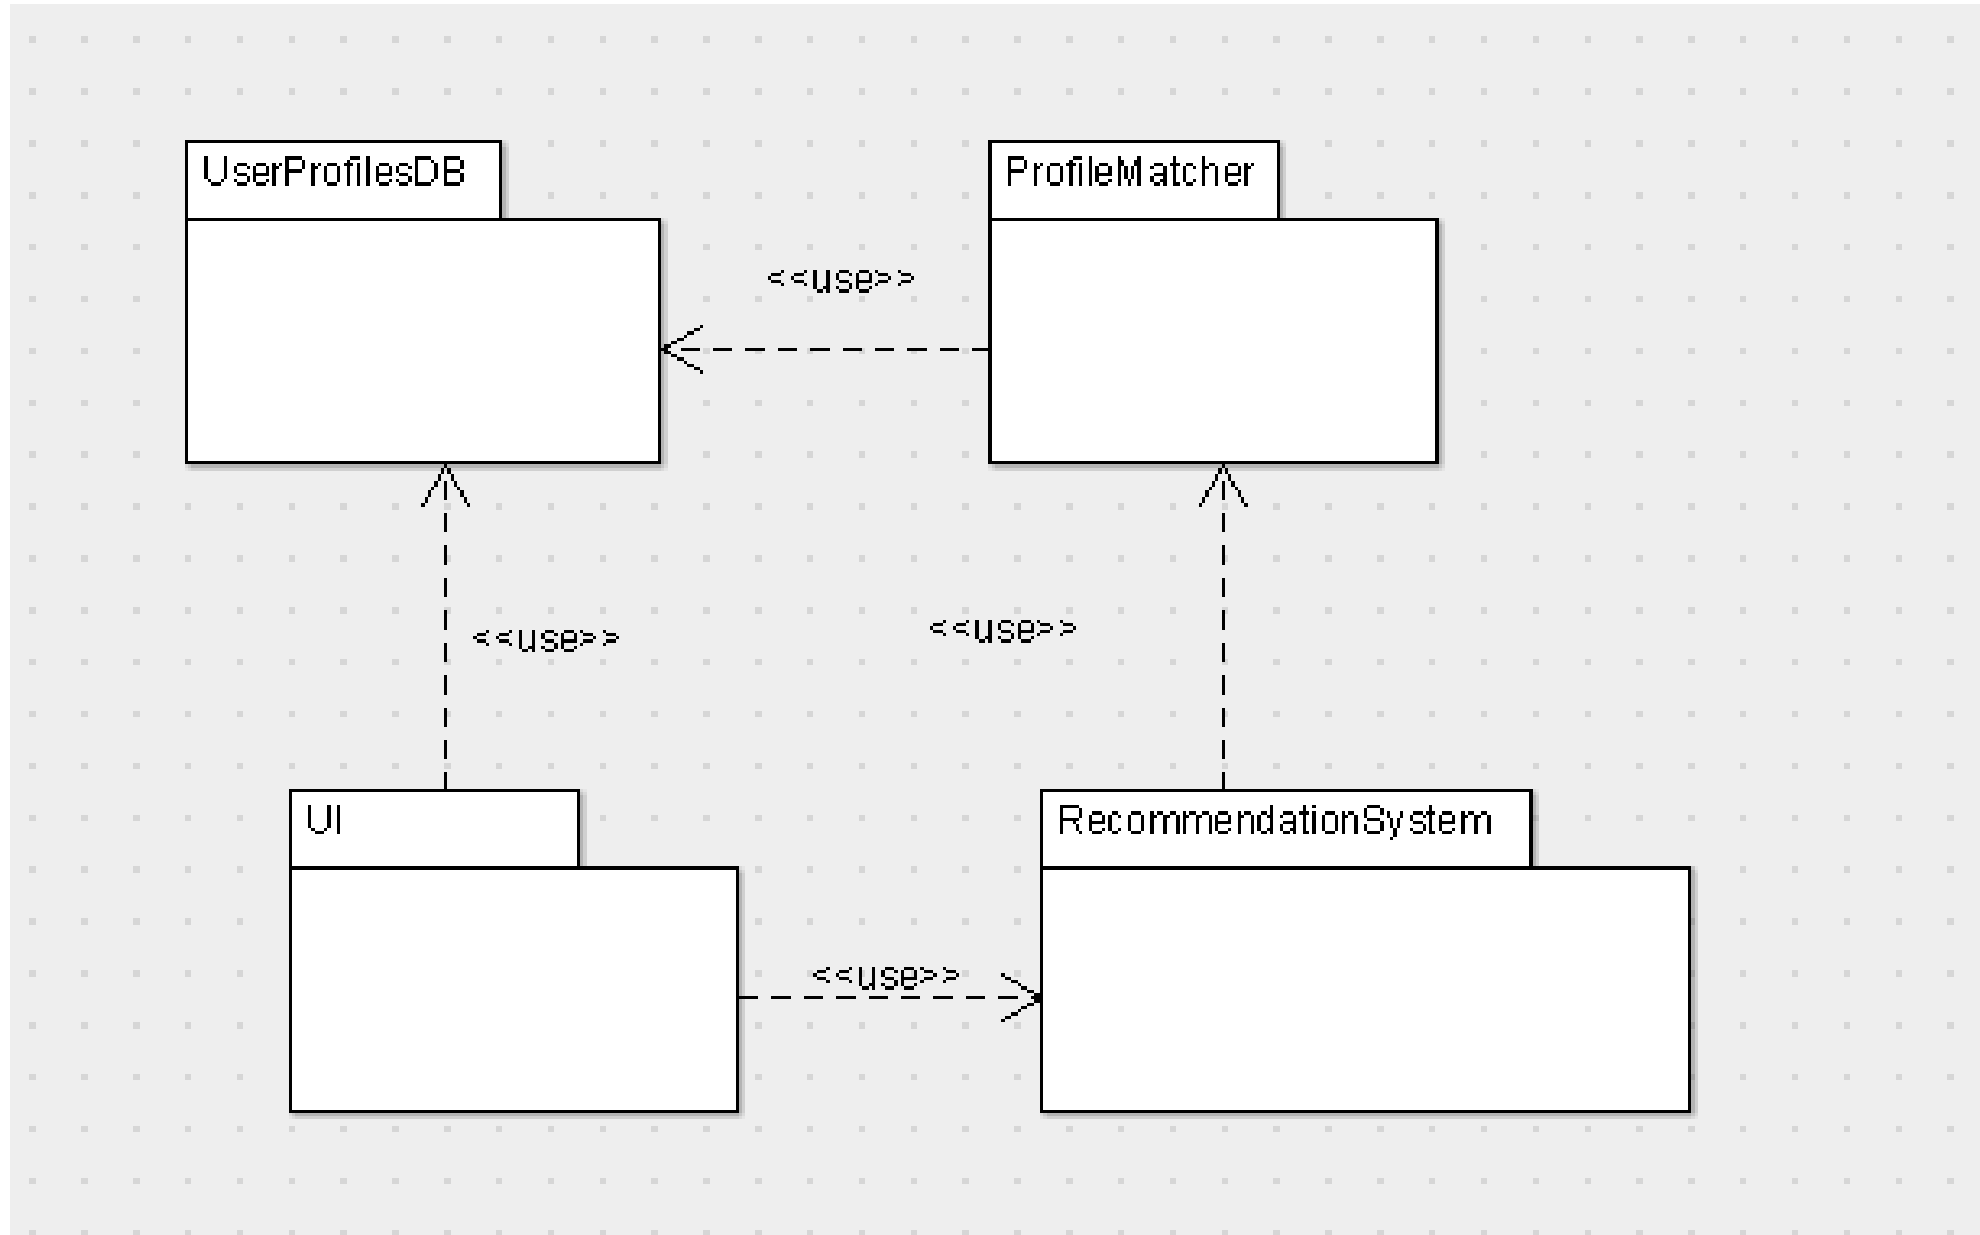 UserProfilesDB
ProfileMatcher
<<use>>
<<use>>
<<use>>
UI
RecommendationSystem
<<use>>